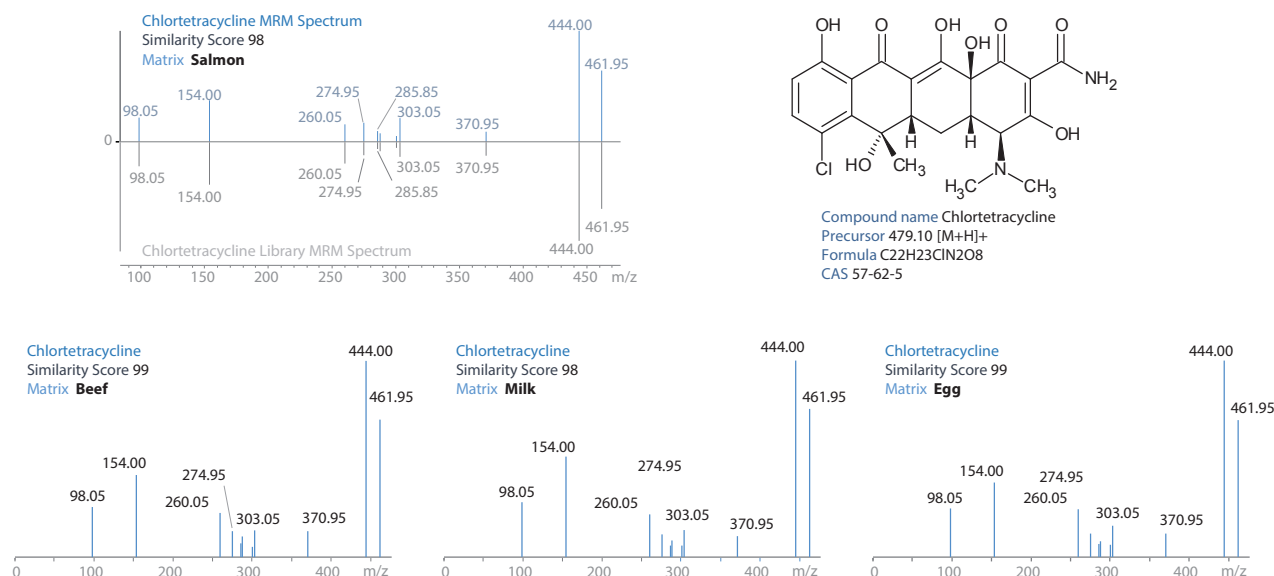 Chlortetracycline MRM Spectrum
Similarity Score 98
Matrix Salmon
444.00
461.95
274.95
285.85
154.00
98.05
260.05
303.05
370.95
0
98.05
154.00
260.05
274.95
285.85
303.05
370.95
461.95
444.00
Chlortetracycline Library MRM Spectrum
100 150 200 250 300 350 400 450 m/z
OH O OH OH O O
NH2
OH
H H
HO CH3
Cl
N
H3C CH3
Compound name Chlortetracycline
Precursor 479.10 [M+H]+
Formula C22H23ClN2O8
CAS 57-62-5
Chlortetracycline
Similarity Score 99
Matrix Beef
444.00
461.95
154.00
274.95
98.05
260.05
303.05
370.95
0 100 200 300 400 m/z
Chlortetracycline
Similarity Score 98
Matrix Milk
444.00
461.95
154.00
274.95
98.05
260.05
303.05
370.95
0 100 200 300 400 m/z
Chlortetracycline
Similarity Score 99
Matrix Egg
444.00
461.95
154.00
274.95
98.05
260.05
303.05
370.95
0 100 200 300 400 m/z